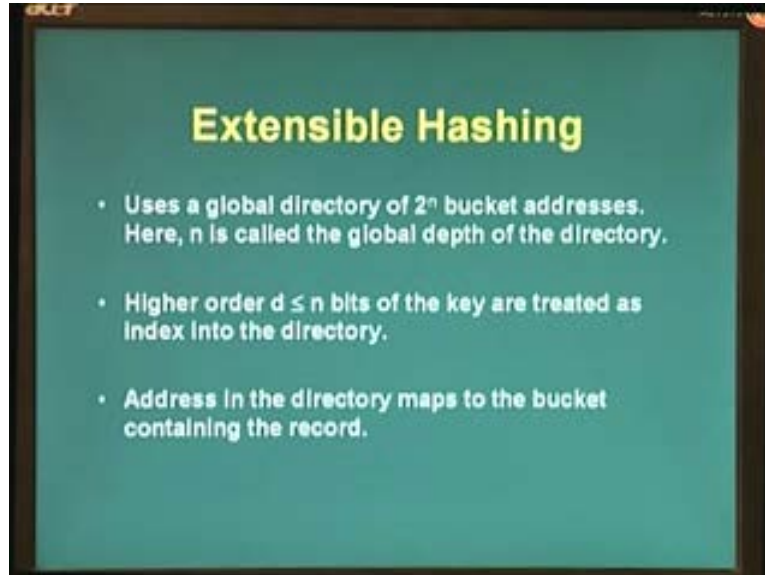 acer
Extensible Hashing
• Uses a global directory of 2ⁿ bucket addresses.
Here, n is called the global depth of the directory.
• Higher order d ≤ n bits of the key are treated as
index into the directory.
• Address in the directory maps to the bucket
containing the record.